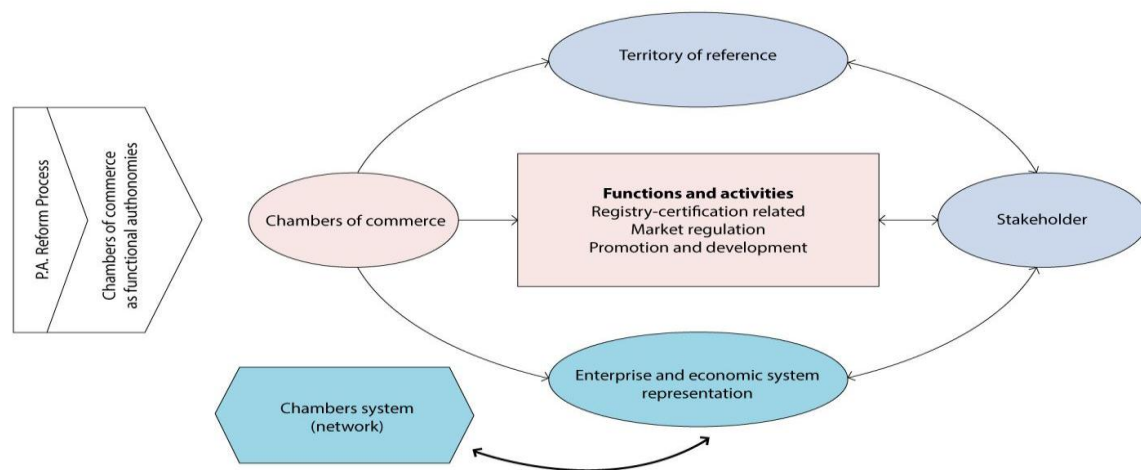 P.A. Reform Process
Chambers of commerce
as functional authonomies
Territory of reference
Chambers of commerce
Functions and activities
Registry-certification related
Market regulation
Promotion and development
Stakeholder
Enterprise and economic system
representation
Chambers system
(network)